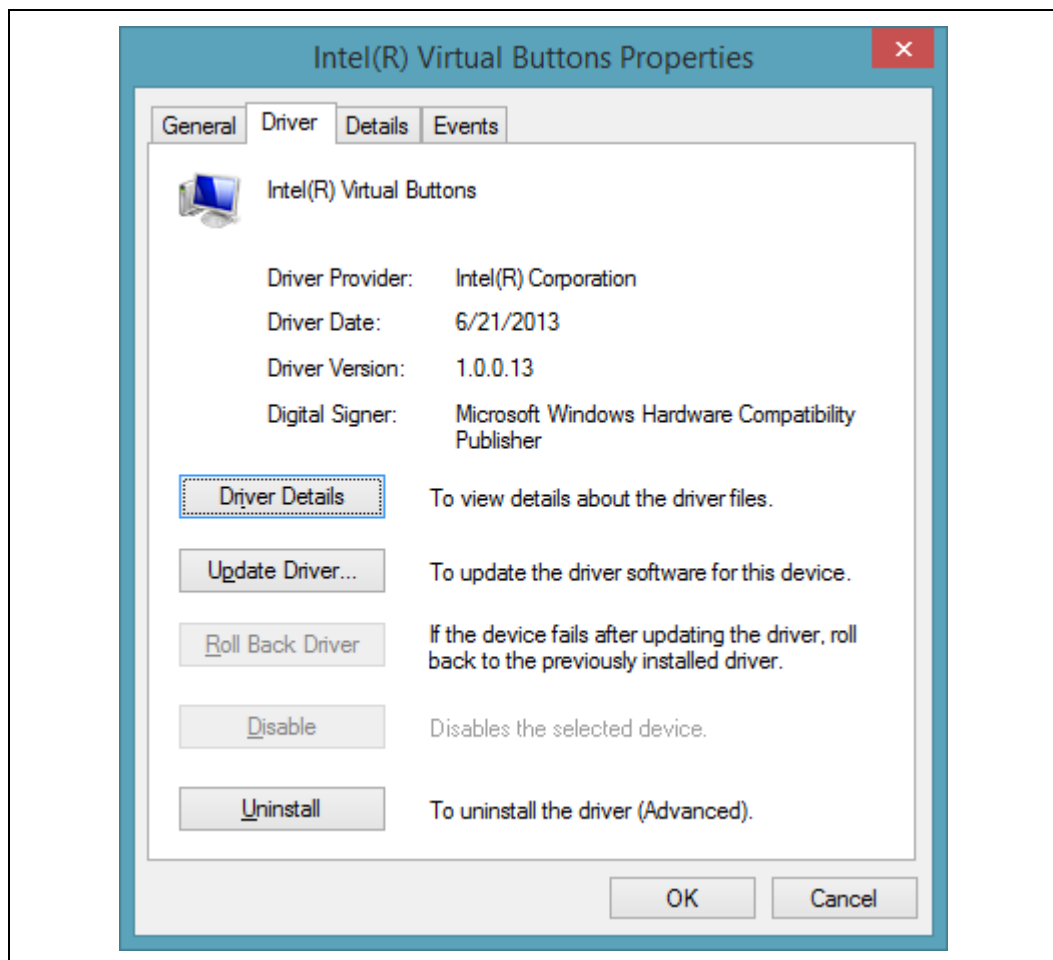 Intel(R) Virtual Buttons Properties
General Driver Details Events
Intel(R) Virtual Buttons
Driver Provider: Intel(R) Corporation
Driver Date: 6/21/2013
Driver Version: 1.0.0.13
Digital Signer: Microsoft Windows Hardware Compatibility
Publisher
Driver Details To view details about the driver files.
Update Driver... To update the driver software for this device.
Roll Back Driver If the device fails after updating the driver, roll
back to the previously installed driver.
Disable Disables the selected device.
Uninstall To uninstall the driver (Advanced).
OK Cancel